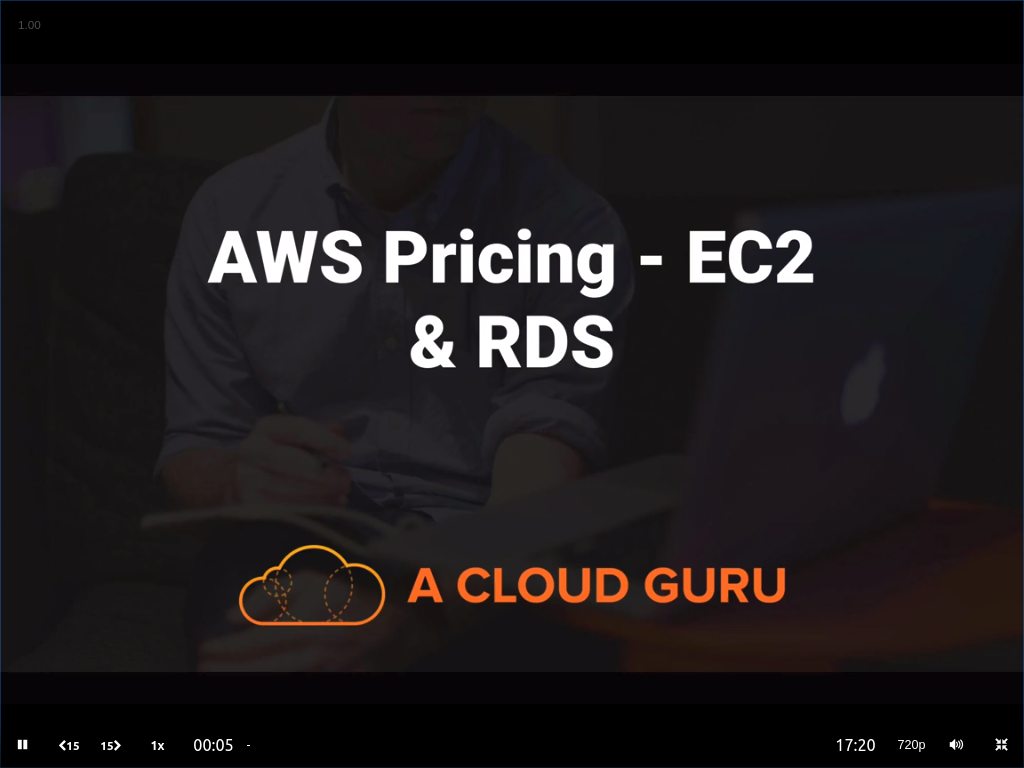 1.00
AWS Pricing - EC2
& RDS
A CLOUD GURU
15 15 1x 00:05 - 17:20 720p